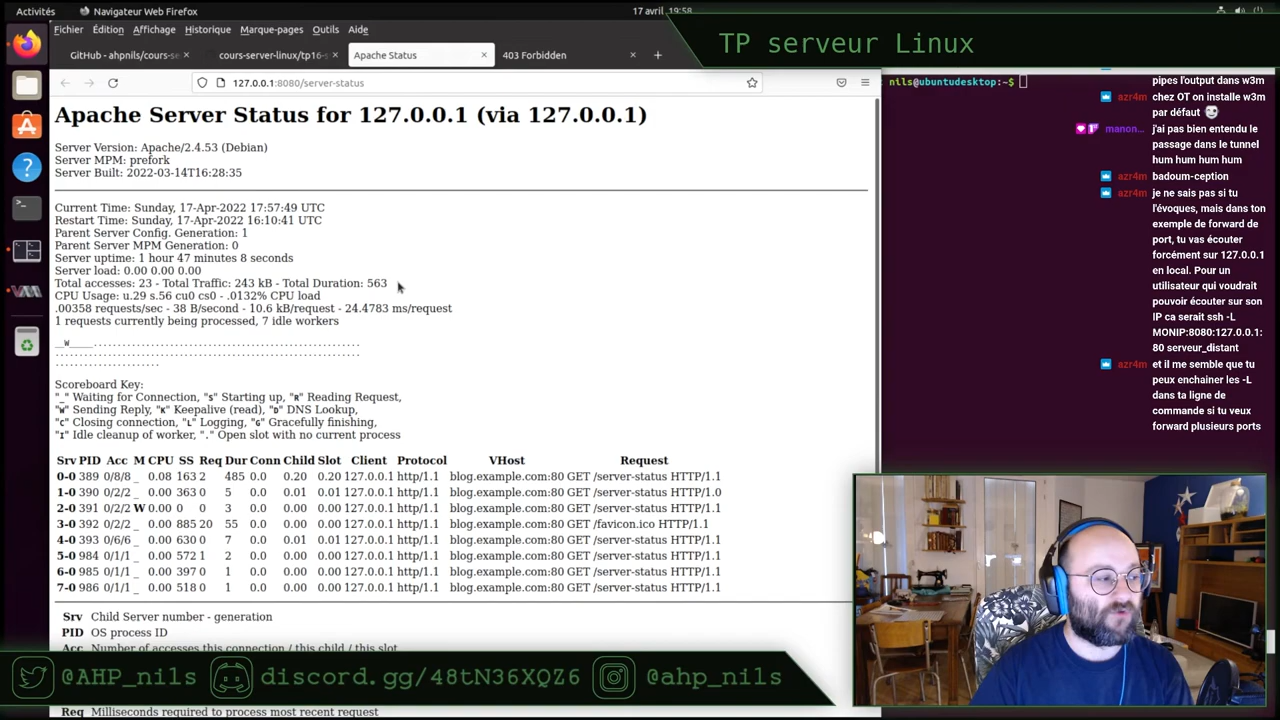 Activités
Navigateur Web Firefox
17 avril 19:58
Fichier Édition Affichage Historique Marque-pages Outils Aide
GitHub - ahpnils/cours-se
cours-server-linux/tp16-
Apache Status
403 Forbidden
127.0.0.1:8080/server-status
TP serveur Linux
Apache Server Status for 127.0.0.1 (via 127.0.0.1)
Server Version: Apache/2.4.53 (Debian)
Server MPM: prefork
Server Built: 2022-03-14T16:28:35
Current Time: Sunday, 17-Apr-2022 17:57:49 UTC
Restart Time: Sunday, 17-Apr-2022 16:10:41 UTC
Parent Server Config. Generation: 1
Parent Server MPM Generation: 0
Server uptime: 1 hour 47 minutes 8 seconds
Server load: 0.00 0.00 0.00
Total accesses: 23 - Total Traffic: 243 kB - Total Duration: 563
CPU Usage: u.29 s.56 cu0 cs0 - .0132% CPU load
.00358 requests/sec - 38 B/second - 10.6 kB/request - 24.4783 ms/request
1 requests currently being processed, 7 idle workers
__W_____........................................................
................................................................
......................
Scoreboard Key:
"_" Waiting for Connection, "S" Starting up, "R" Reading Request,
"W" Sending Reply, "K" Keepalive (read), "D" DNS Lookup,
"C" Closing connection, "L" Logging, "G" Gracefully finishing,
"I" Idle cleanup of worker, "." Open slot with no current process
Srv PID Acc M CPU SS Req Dur Conn Child Slot Client Protocol VHost Request
0-0 389 0/8/8 _ 0.08 163 2 485 0.0 0.20 0.20 127.0.0.1 http/1.1 blog.example.com:80 GET /server-status HTTP/1.1
1-0 390 0/2/2 _ 0.00 363 0 5 0.0 0.01 0.01 127.0.0.1 http/1.1 blog.example.com:80 GET /server-status HTTP/1.0
2-0 391 0/2/2 W 0.00 0 0 3 0.0 0.00 0.00 127.0.0.1 http/1.1 blog.example.com:80 GET /server-status HTTP/1.1
3-0 392 0/2/2 _ 0.00 885 20 55 0.0 0.00 0.00 127.0.0.1 http/1.1 blog.example.com:80 GET /favicon.ico HTTP/1.1
4-0 393 0/6/6 _ 0.00 630 0 7 0.0 0.01 0.01 127.0.0.1 http/1.1 blog.example.com:80 GET /server-status HTTP/1.1
5-0 984 0/1/1 _ 0.00 572 1 2 0.0 0.00 0.00 127.0.0.1 http/1.1 blog.example.com:80 GET /server-status HTTP/1.1
6-0 985 0/1/1 _ 0.00 397 0 1 0.0 0.00 0.00 127.0.0.1 http/1.1 blog.example.com:80 GET /server-status HTTP/1.1
7-0 986 0/1/1 _ 0.00 518 0 1 0.0 0.00 0.00 127.0.0.1 http/1.1 blog.example.com:80 GET /server-status HTTP/1.1
Srv Child Server number - generation
PID OS process ID
Acc Number of accesses this connection / this child / this slot
Req Milliseconds required to process most recent request
nils@ubuntudesktop:~$
pipes l'output dans w3m
azr4m chez OT on installe w3m
par défaut
manon... j'ai pas bien entendu le
passage dans le tunnel
hum hum hum hum
azr4m badoum-ception
azr4m je ne sais pas si tu
l'évoques, mais dans ton
exemple de forward de
port, tu vas écouter
forcément sur 127.0.0.1
en local. Pour un
utilisateur qui voudrait
pouvoir écouter sur son
IP ca serait ssh -L
MONIP:8080:127.0.0.1:
80 serveur_distant
azr4m et il me semble que tu
peux enchainer les -L
dans ta ligne de
commande si tu veux
forward plusieurs ports
@AHP_nils
discord.gg/48tN36XQZ6
@ahp_nils